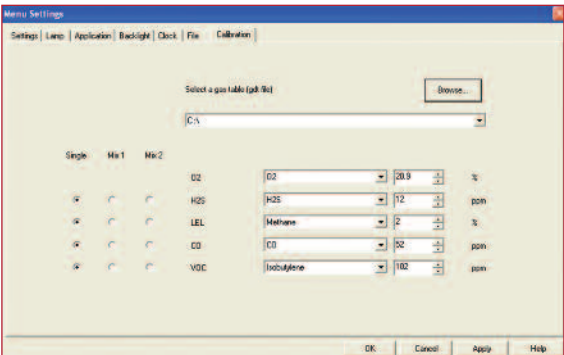 Menu Settings
Settings Lamp Application Backlight Clock File Calibration
Select a gas table (gdt file) Browse...
C:\
Single Mix 1 Mix 2
O2 O2 20.9 %
H2S H2S 12 ppm
LEL Methane 2 %
CO CO 52 ppm
VOC Isobutylene 102 ppm
OK Cancel Apply Help